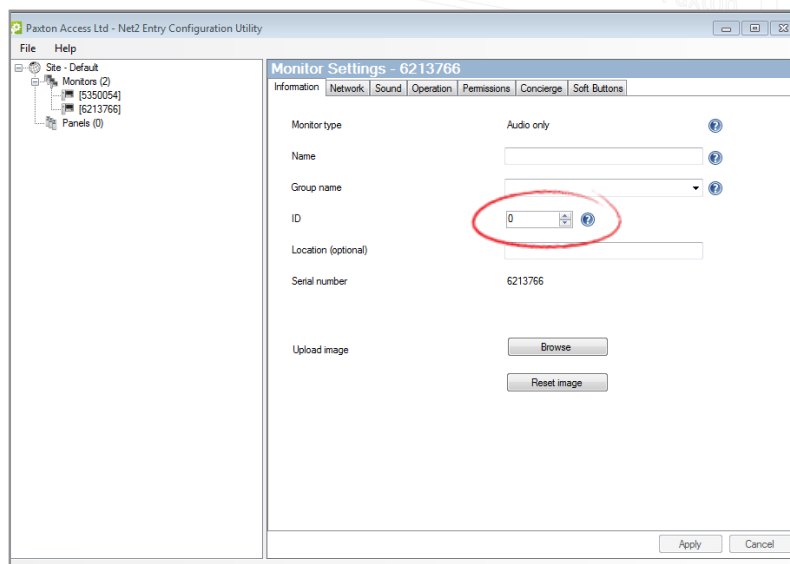 Paxton Access Ltd - Net2 Entry Configuration Utility
File Help
Site - Default
Monitors (2)
[5350054]
[6213766]
Panels (0)
Monitor Settings - 6213766
Information Network Sound Operation Permissions Concierge Soft Buttons
Monitor type Audio only
Name
Group name
ID 0
Location (optional)
Serial number 6213766
Upload image Browse
Reset image
Apply Cancel